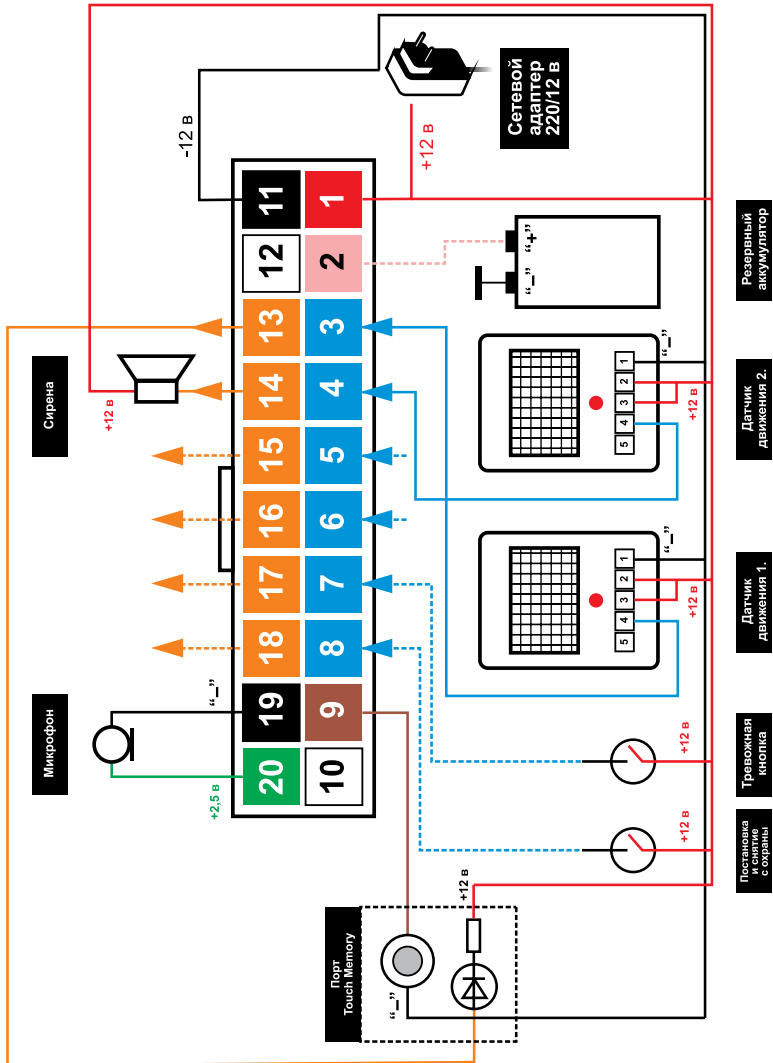 -12 в
Сетевой
адаптер
220/12 в
+12 в
11
1
12
2
13
3
14
4
15
5
16
6
17
7
18
8
19
9
20
10
Сирена
+12 в
Микрофон
“–”
+2,5 в
“–”
“+”
Резервный
аккумулятор
“–”
1
2
3
4
5
+12 в
Датчик
движения 2.
“–”
1
2
3
4
5
+12 в
Датчик
движения 1.
+12 в
Тревожная
кнопка
+12 в
Постановка
и снятие
с охраны
Порт
Touch Memory
“–”
+12 в